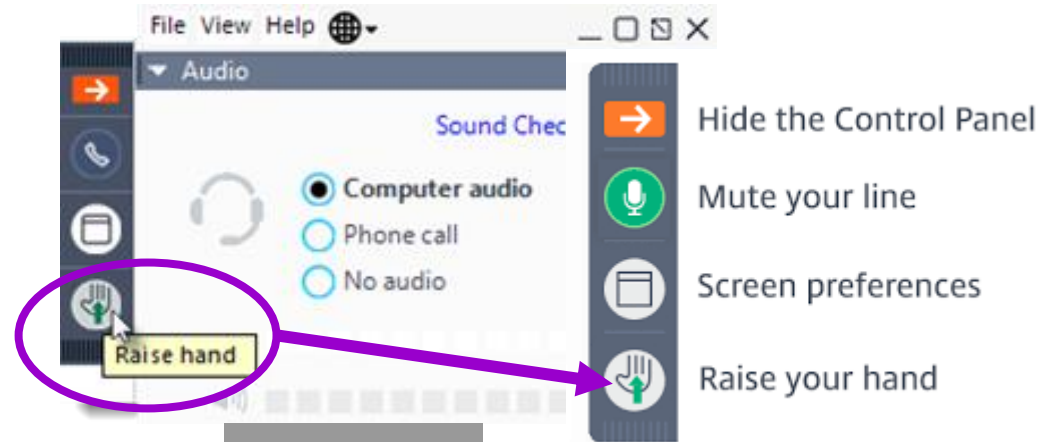 File View Help
Audio
Sound Chec
Computer audio
Phone call
No audio
Raise hand
Hide the Control Panel
Mute your line
Screen preferences
Raise your hand